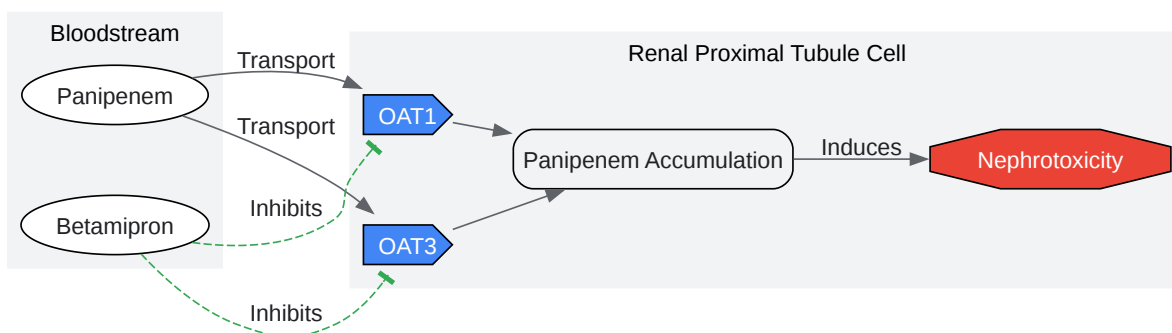 Bloodstream
Renal Proximal Tubule Cell
Transport
Panipenem
OAT1
Transport
Panipenem Accumulation
Induces
Nephrotoxicity
Inhibits
Betamipron
OAT3
Inhibits